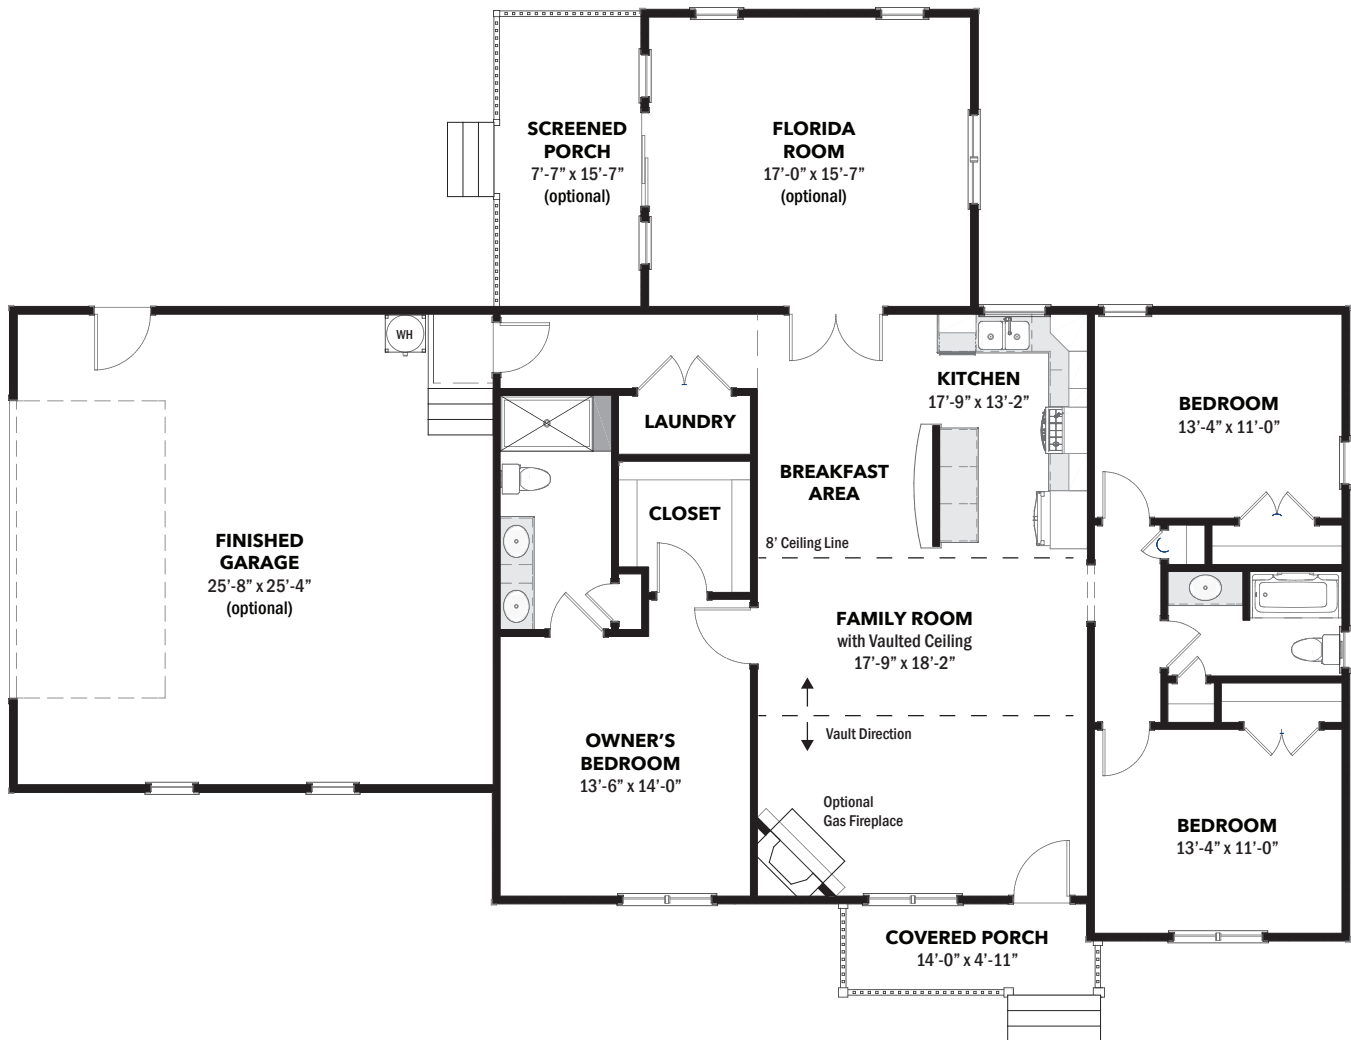 SCREENED
PORCH
7'-7” x 15'-7”
(optional)
FLORIDA
ROOM
17'-0” x 15'-7”
(optional)
WH
KITCHEN
17'-9” x 13'-2”
LAUNDRY
BEDROOM
13'-4” x 11'-0”
BREAKFAST
AREA
CLOSET
8' Ceiling Line
FINISHED
GARAGE
25'-8” x 25'-4”
(optional)
FAMILY ROOM
with Vaulted Ceiling
17'-9” x 18'-2”
Vault Direction
OWNER'S
BEDROOM
13'-6” x 14'-0”
Optional
Gas Fireplace
BEDROOM
13'-4” x 11'-0”
COVERED PORCH
14'-0” x 4'-11”